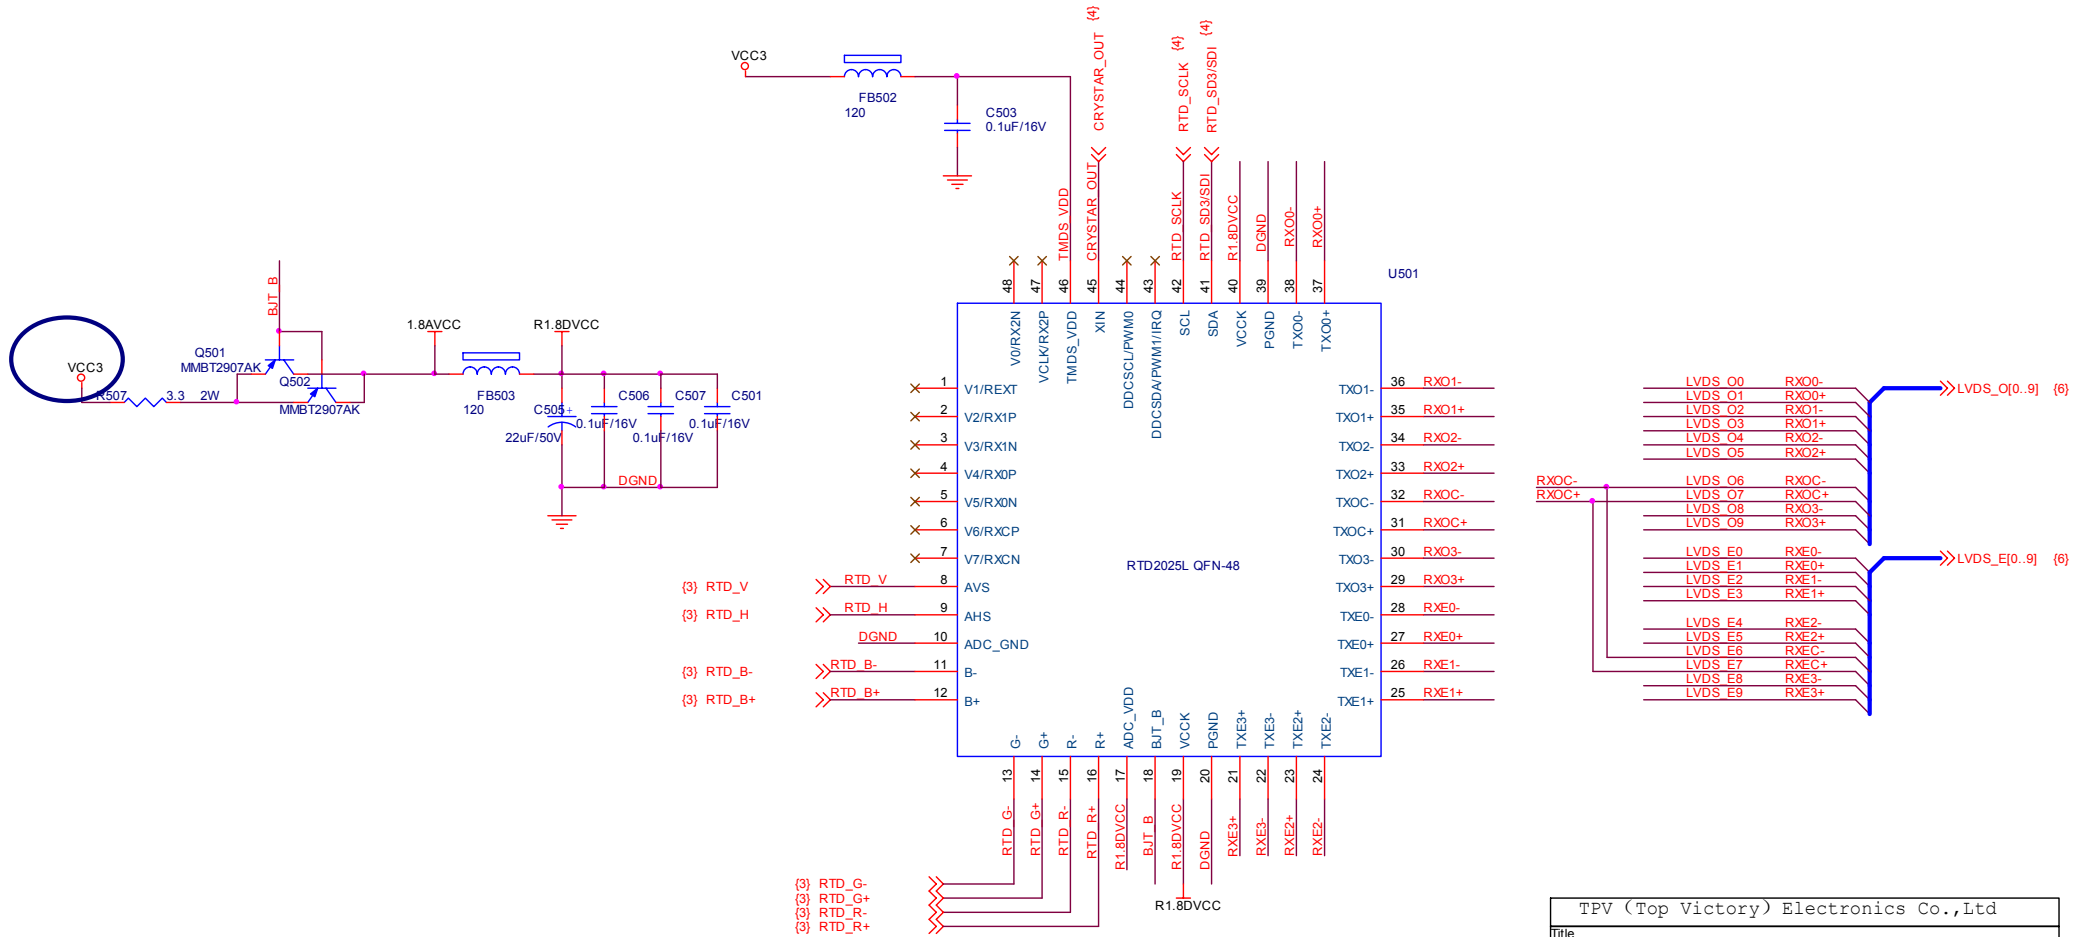 VCC3
FB502
120
C503
0.1uF/16V
CRYSTAR_OUT {4}
RTD_SCLK {4}
RTD_SD3/SDI {4}
TMDS_VDD
CRYSTAR_OUT
RTD_SCLK
RTD_SD3/SDI
R1.8DVCC
DGND
RXO0-
RXO0+
48 47 46 45 44 43 42 41 40 39 38 37
U501
V0/RX2N
VCLK/RX2P
TMDS_VDD
XIN
DDCSCL/PWM0
DDCSDA/PWM1/IRQ
SCL
SDA
VCCK
PGND
TXO0-
TXO0+
BJT_B
VCC3
R507 3.3 2W
Q501
MMBT2907AK
Q502
MMBT2907AK
1.8AVCC
R1.8DVCC
FB503
120
C505 +
22uF/50V
C506
0.1uF/16V
C507
0.1uF/16V
C501
0.1uF/16V
DGND
1 V1/REXT
2 V2/RX1P
3 V3/RX1N
4 V4/RX0P
5 V5/RX0N
6 V6/RXCP
7 V7/RXCN
{3} RTD_V RTD_V 8 AVS
{3} RTD_H RTD_H 9 AHS
DGND 10 ADC_GND
{3} RTD_B- RTD_B- 11 B-
{3} RTD_B+ RTD_B+ 12 B+
RTD2025L QFN-48
TXO1- 36 RXO1-
TXO1+ 35 RXO1+
TXO2- 34 RXO2-
TXO2+ 33 RXO2+
TXOC- 32 RXOC-
TXOC+ 31 RXOC+
TXO3- 30 RXO3-
TXO3+ 29 RXO3+
TXE0- 28 RXE0-
TXE0+ 27 RXE0+
TXE1- 26 RXE1-
TXE1+ 25 RXE1+
G-
G+
R-
R+
ADC_VDD
BJT_B
VCCK
PGND
TXE3+
TXE3-
TXE2+
TXE2-
13 14 15 16 17 18 19 20 21 22 23 24
RTD_G-
RTD_G+
RTD_R-
RTD_R+
R1.8DVCC
BJT_B
R1.8DVCC
DGND
RXE3+
RXE3-
RXE2+
RXE2-
R1.8DVCC
{3} RTD_G-
{3} RTD_G+
{3} RTD_R-
{3} RTD_R+
LVDS_O0 RXO0-
LVDS_O1 RXO0+
LVDS_O2 RXO1-
LVDS_O3 RXO1+
LVDS_O4 RXO2-
LVDS_O5 RXO2+
RXOC- LVDS_O6 RXOC-
RXOC+ LVDS_O7 RXOC+
LVDS_O8 RXO3-
LVDS_O9 RXO3+
LVDS_O[0..9] {6}
LVDS_E0 RXE0-
LVDS_E1 RXE0+
LVDS_E2 RXE1-
LVDS_E3 RXE1+
LVDS_E4 RXE2-
LVDS_E5 RXE2+
LVDS_E6 RXEC-
LVDS_E7 RXEC+
LVDS_E8 RXE3-
LVDS_E9 RXE3+
LVDS_E[0..9] {6}
TPV (Top Victory) Electronics Co.,Ltd
Title